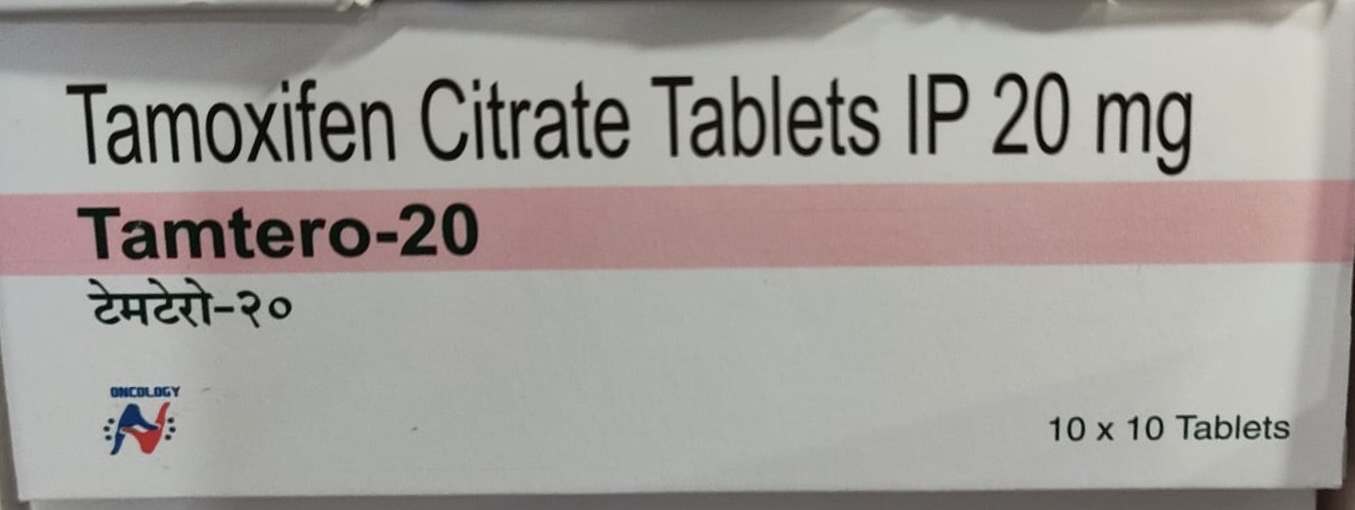 Tamoxifen Citrate Tablets IP 20 mg
Tamtero-20
टेमटेरो-२०
ONCOLOGY
10 x 10 Tablets